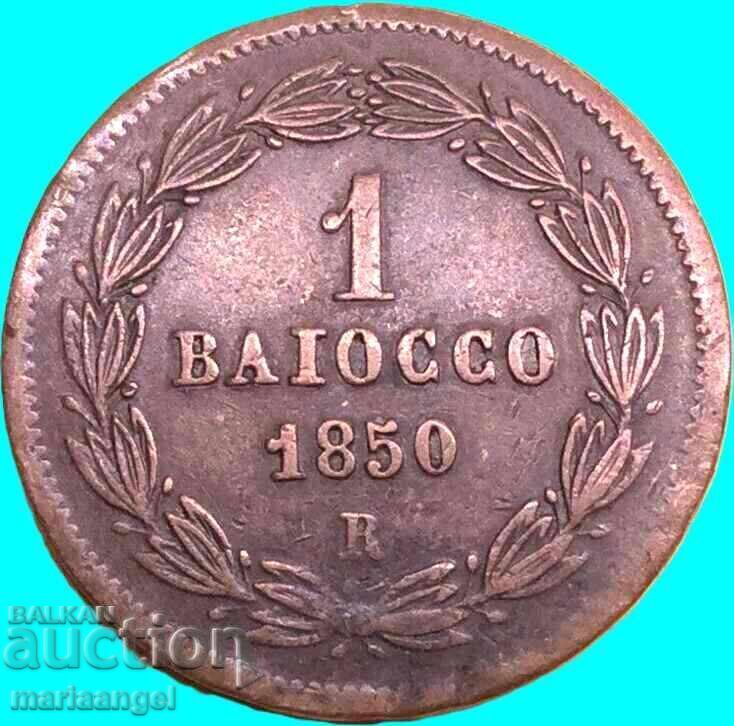 1
BAIOCCO
1850
R
BALKAN
auction
mariaangel